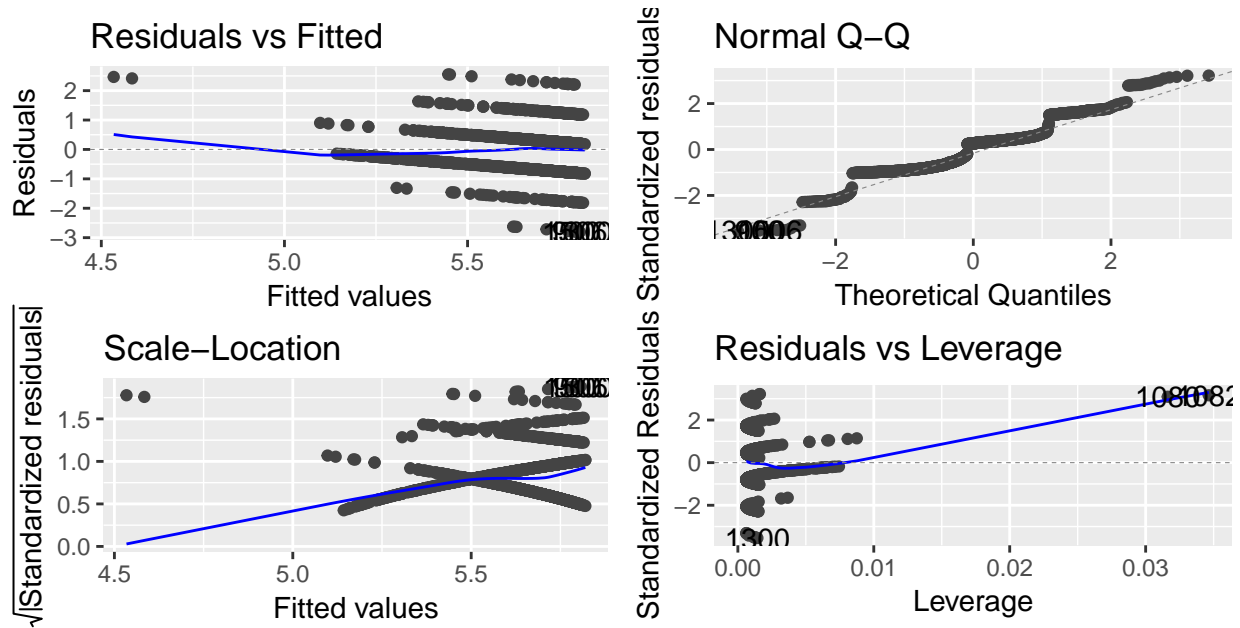 Residuals vs Fitted
Residuals
2
1
0
−1
−2
−3
4.5
5.0
5.5
Fitted values
Normal Q−Q
Standardized residuals
2
0
−2
−2
0
2
Theoretical Quantiles
Scale−Location
√|Standardized residuals|
1.5
1.0
0.5
0.0
4.5
5.0
5.5
Fitted values
Residuals vs Leverage
Standardized Residuals
2
0
−2
1080
1082
1300
0.00
0.01
0.02
0.03
Leverage